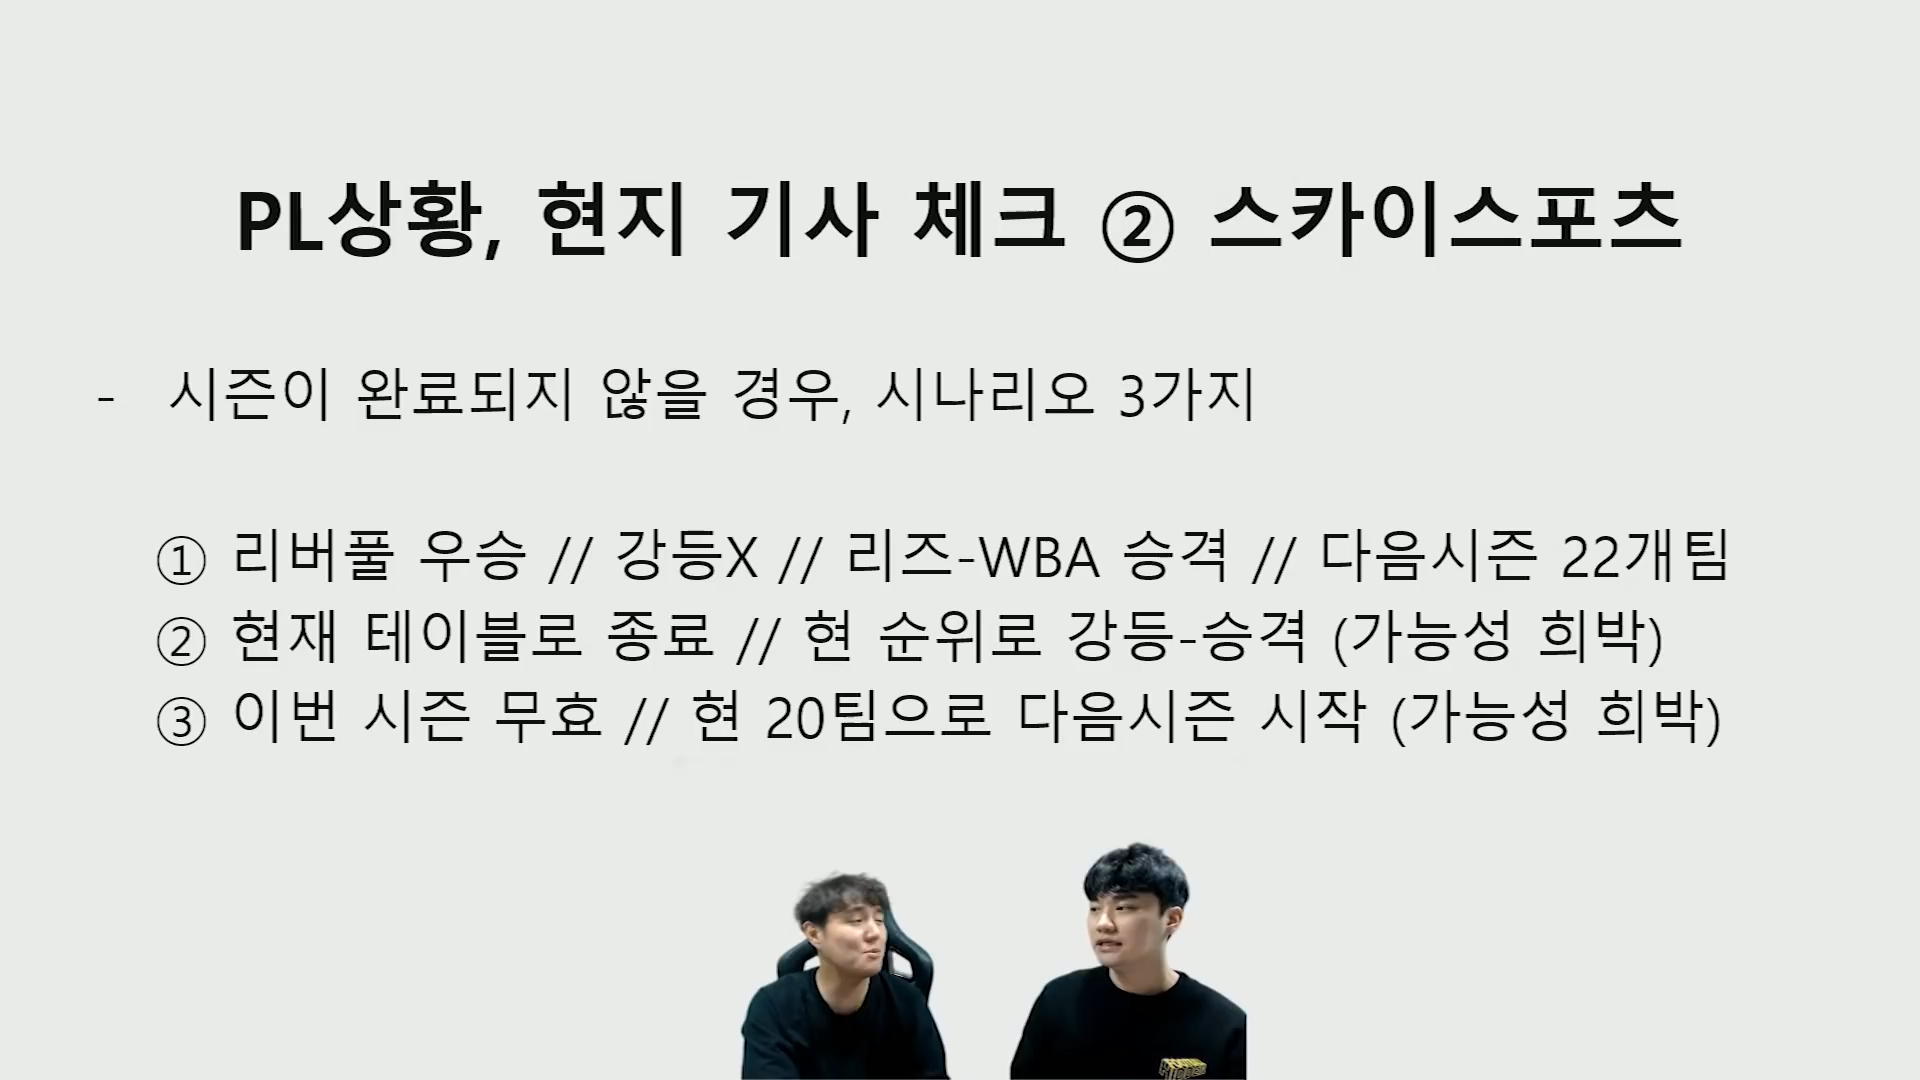 PL상황, 현지 기사 체크 ② 스카이스포츠
- 시즌이 완료되지 않을 경우, 시나리오 3가지
① 리버풀 우승 // 강등X // 리즈-WBA 승격 // 다음시즌 22개팀
② 현재 테이블로 종료 // 현 순위로 강등-승격 (가능성 희박)
③ 이번 시즌 무효 // 현 20팀으로 다음시즌 시작 (가능성 희박)